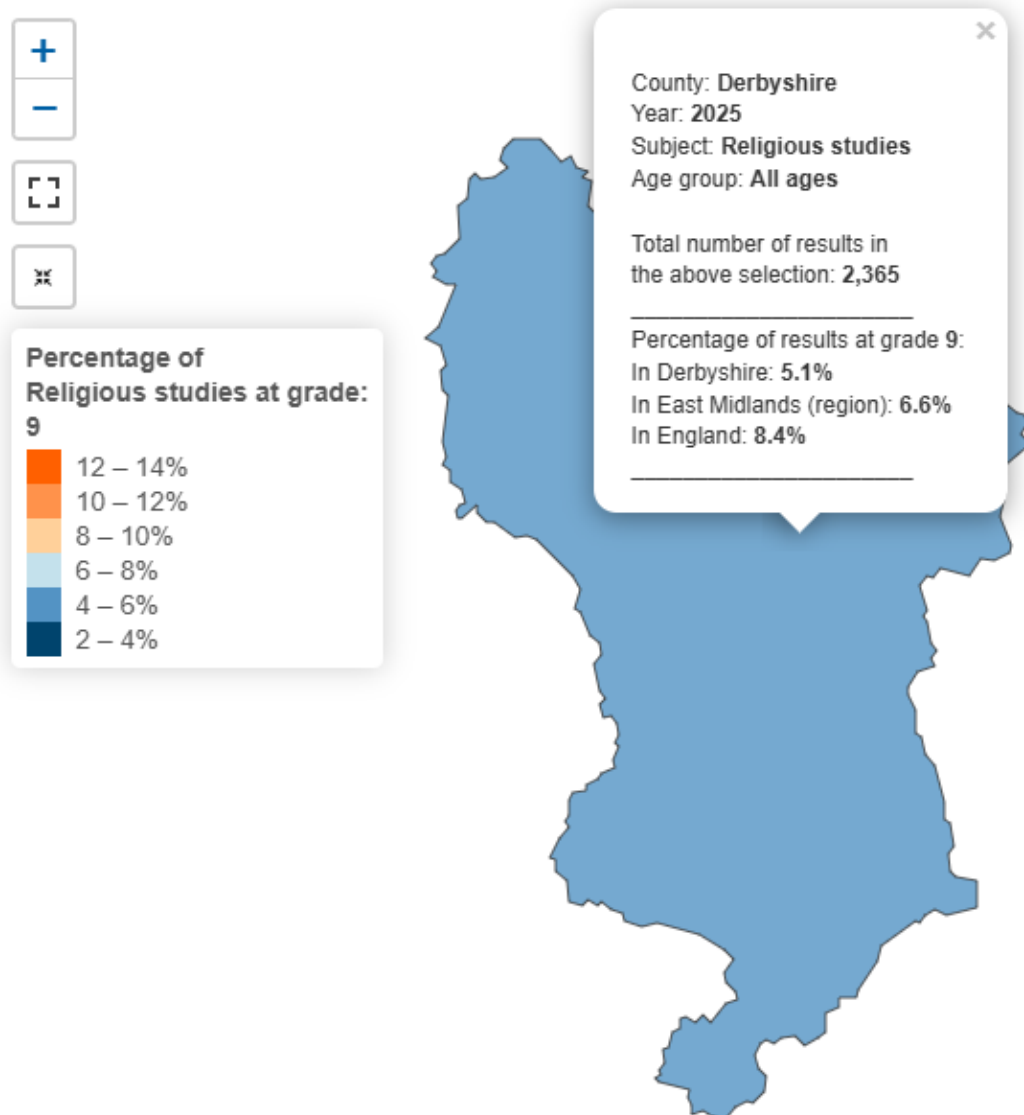 +
−
Percentage of
Religious studies at grade:
9
12 – 14%
10 – 12%
8 – 10%
6 – 8%
4 – 6%
2 – 4%
×
County: Derbyshire
Year: 2025
Subject: Religious studies
Age group: All ages
Total number of results in
the above selection: 2,365
______________________
Percentage of results at grade 9:
In Derbyshire: 5.1%
In East Midlands (region): 6.6%
In England: 8.4%
______________________